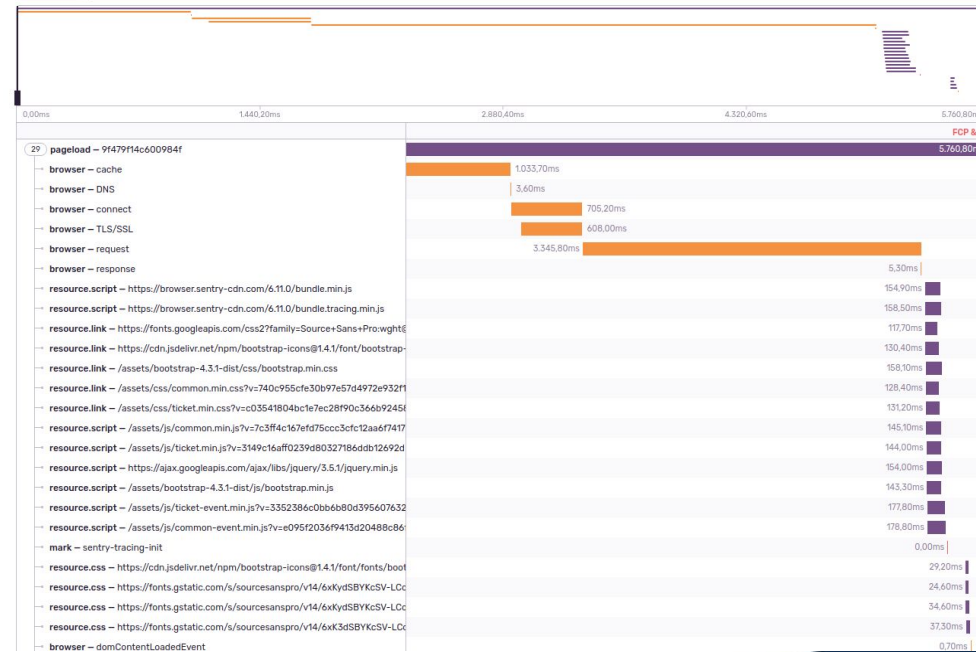 0,00ms 1.440,20ms 2.880,40ms 4.320,60ms 5.760,80m
FCP &
29 pageload — 9f479f14c600984f 5.760,80m
browser — cache 1.033,70ms
browser — DNS 3,60ms
browser — connect 705,20ms
browser — TLS/SSL 608,00ms
browser — request 3.345,80ms
browser — response 5,30ms
resource.script — https://browser.sentry-cdn.com/6.11.0/bundle.min.js 154,90ms
resource.script — https://browser.sentry-cdn.com/6.11.0/bundle.tracing.min.js 158,50ms
resource.link — https://fonts.googleapis.com/css2?family=Source+Sans+Pro:wght@ 117,70ms
resource.link — https://cdn.jsdelivr.net/npm/bootstrap-icons@1.4.1/font/bootstrap- 130,40ms
resource.link — /assets/bootstrap-4.3.1-dist/css/bootstrap.min.css 158,10ms
resource.link — /assets/css/common.min.css?v=740c955cfe30b97e57d4972e932f1 128,40ms
resource.link — /assets/css/ticket.min.css?v=c03541804bc1e7ec28f90c366b92458 131,20ms
resource.script — /assets/js/common.min.js?v=7c3ff4c167efd75ccc3cfc12aa6f7417 145,10ms
resource.script — /assets/js/ticket.min.js?v=3149c16aff0239d80327186ddb12692d 144,00ms
resource.script — https://ajax.googleapis.com/ajax/libs/jquery/3.5.1/jquery.min.js 154,00ms
resource.script — /assets/bootstrap-4.3.1-dist/js/bootstrap.min.js 143,30ms
resource.script — /assets/js/ticket-event.min.js?v=3352386c0bb6b80d395607632 177,80ms
resource.script — /assets/js/common-event.min.js?v=e095f2036f9413d20488c86 178,80ms
mark — sentry-tracing-init 0,00ms
resource.css — https://cdn.jsdelivr.net/npm/bootstrap-icons@1.4.1/font/fonts/boot 29,20ms
resource.css — https://fonts.gstatic.com/s/sourcesanspro/v14/6xKydSBYKcSV-LCo 24,60ms
resource.css — https://fonts.gstatic.com/s/sourcesanspro/v14/6xKydSBYKcSV-LCo 34,60ms
resource.css — https://fonts.gstatic.com/s/sourcesanspro/v14/6xK3dSBYKcSV-LCo 37,30ms
browser — domContentLoadedEvent 0,70ms